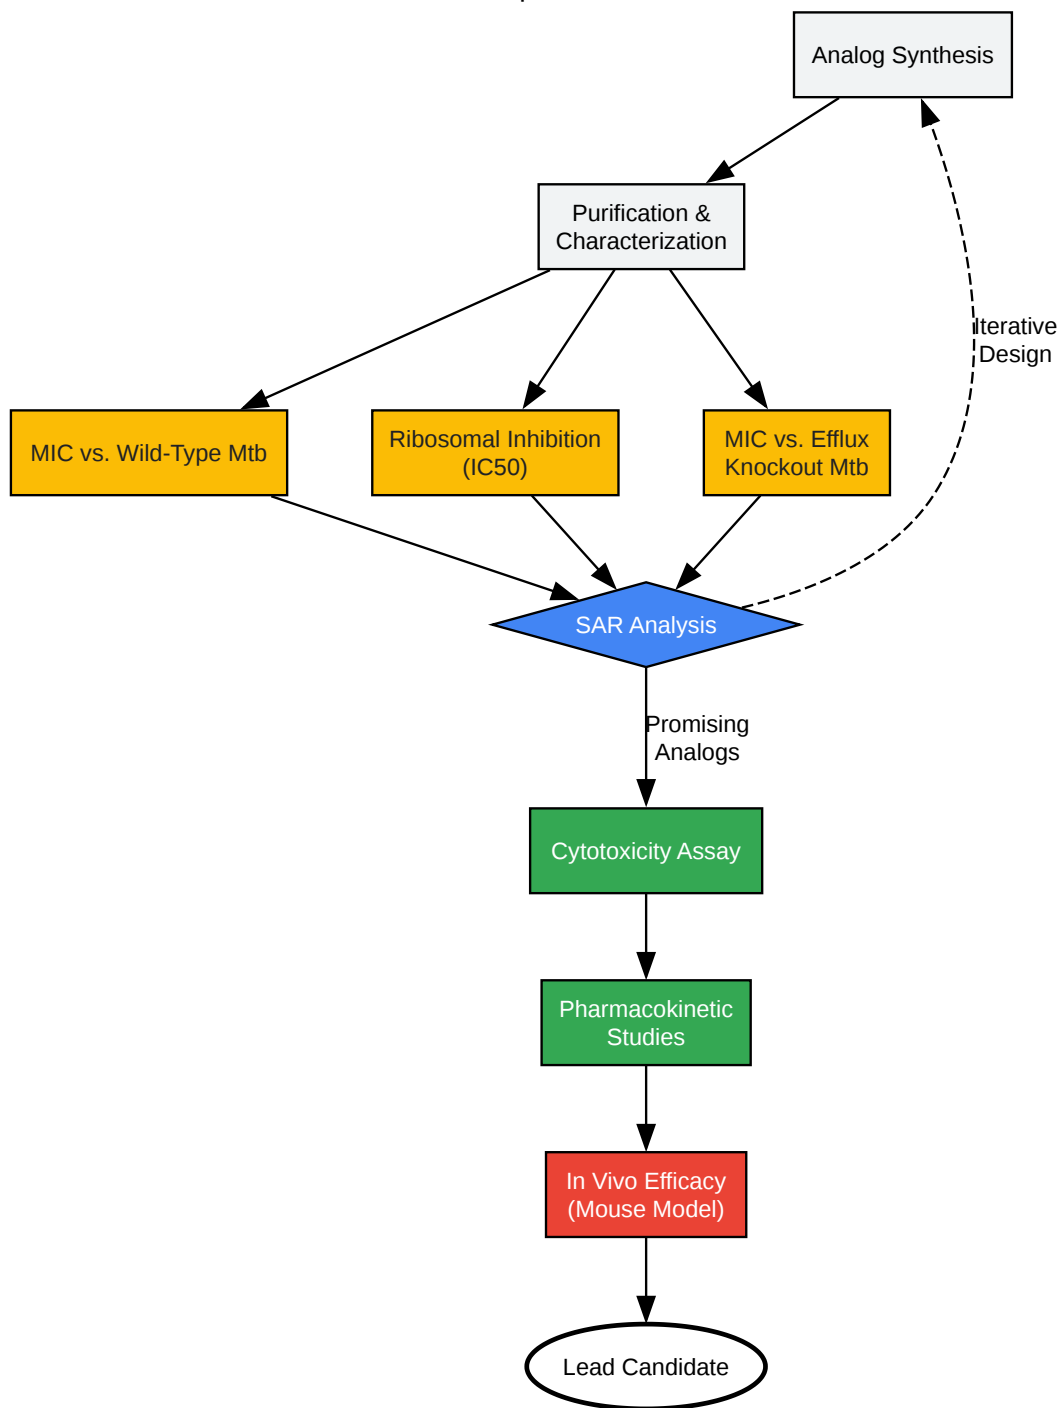 Analog Synthesis
Purification &
Characterization
Iterative
Design
MIC vs. Wild-Type Mtb
Ribosomal Inhibition
(IC50)
MIC vs. Efflux
Knockout Mtb
SAR Analysis
Promising
Analogs
Cytotoxicity Assay
Pharmacokinetic
Studies
In Vivo Efficacy
(Mouse Model)
Lead Candidate